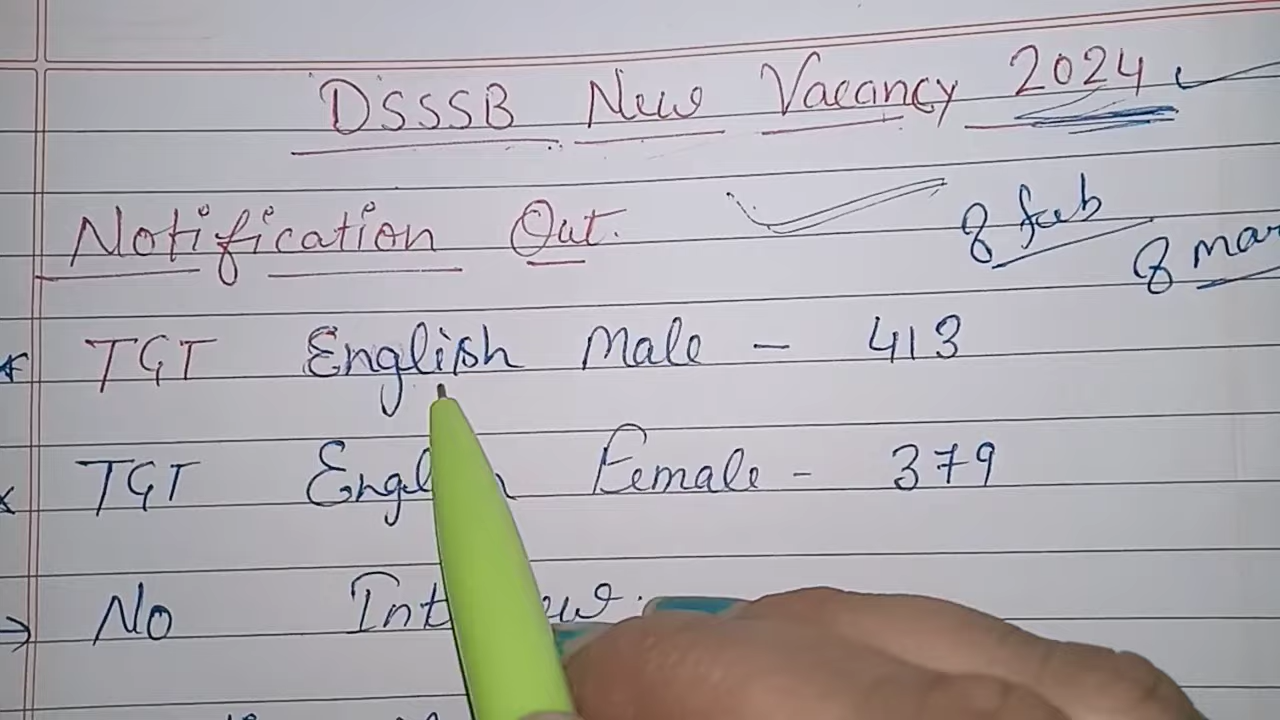 DSSSB New Vacancy 2024
Notification Out.
8 feb
8 mar
TGT English Male - 413
TGT Female - 379
No